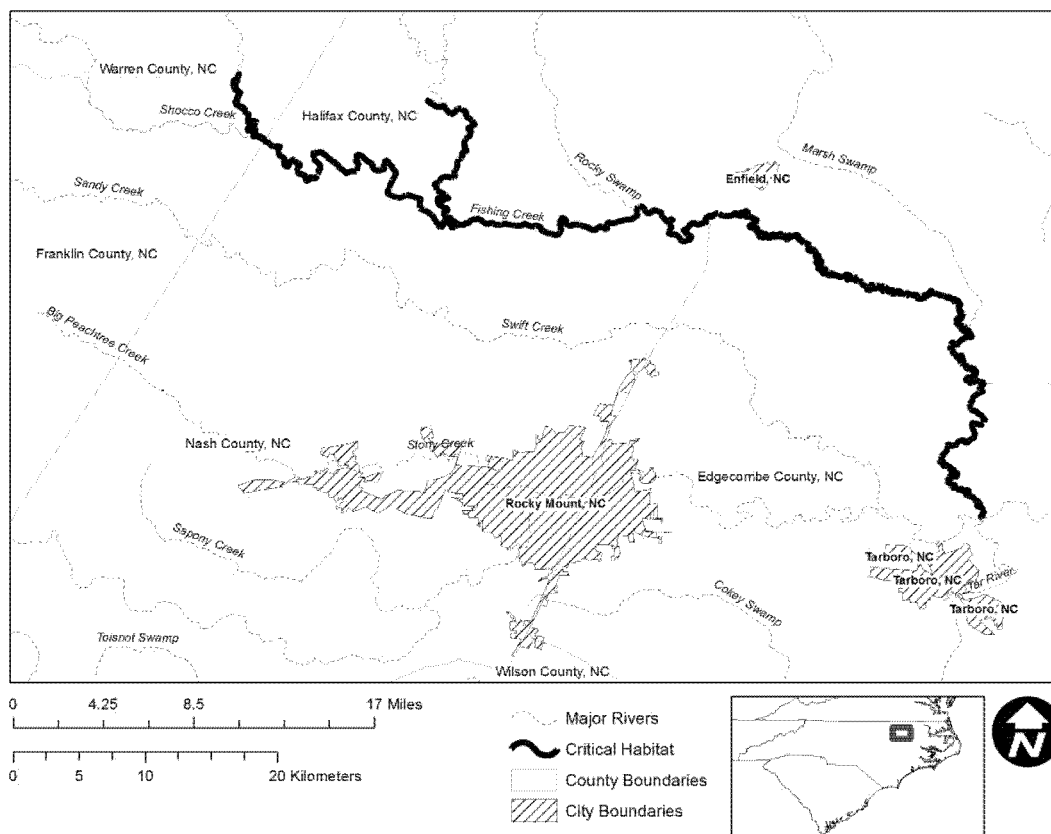 Warren County, NC
Shocco Creek
Halifax County, NC
Marsh Swamp
Rocky Swamp
Enfield, NC
Sandy Creek
Fishing Creek
Franklin County, NC
Big Peachtree Creek
Swift Creek
Nash County, NC
Stony Creek
Edgecombe County, NC
Rocky Mount, NC
Sapony Creek
Tarboro, NC
Tarboro, NC
Tar River
Cokey Swamp
Tarboro, NC
Toisnot Swamp
Wilson County, NC
0 4.25 8.5 17 Miles
0 5 10 20 Kilometers
Major Rivers
Critical Habitat
County Boundaries
City Boundaries
N